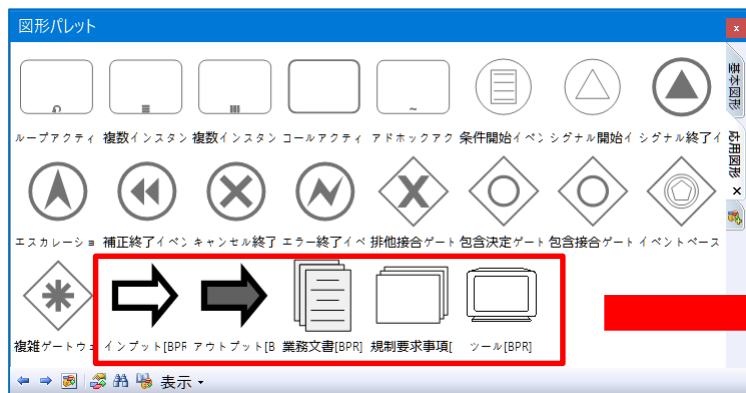 図形パレット
x
基本図形
応用図形
ループアクティ 複数インスタン 複数インスタン コールアクティ アドホックアク 条件開始イベン シグナル開始イ シグナル終了イ
エスカレーショ 補正終了イベン キャンセル終了 エラー終了イベ 排他接合ゲート 包含決定ゲート 包含接合ゲート イベントベース
複雑ゲートウェ インプット[BPR アウトプット[B 業務文書[BPR] 規制要求事項[ ツール[BPR]
表示